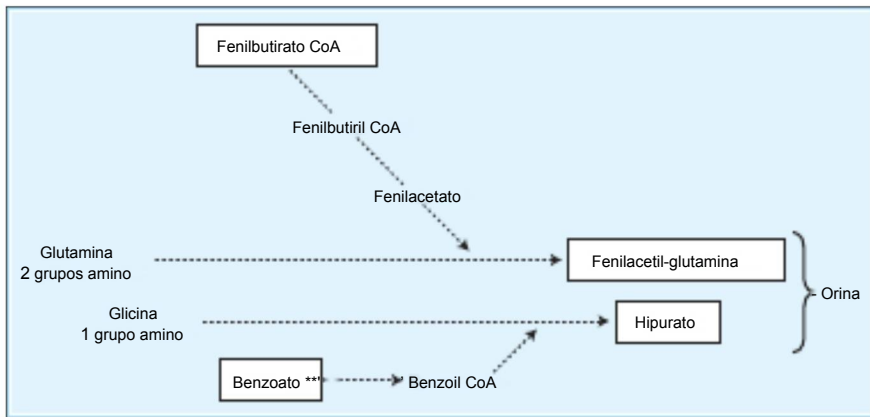 Fenilbutirato CoA
Fenilbutiril CoA
Fenilacetato
Glutamina
2 grupos amino
Fenilacetil-glutamina
Orina
Glicina
1 grupo amino
Hipurato
Benzoato **'
' Benzoil CoA